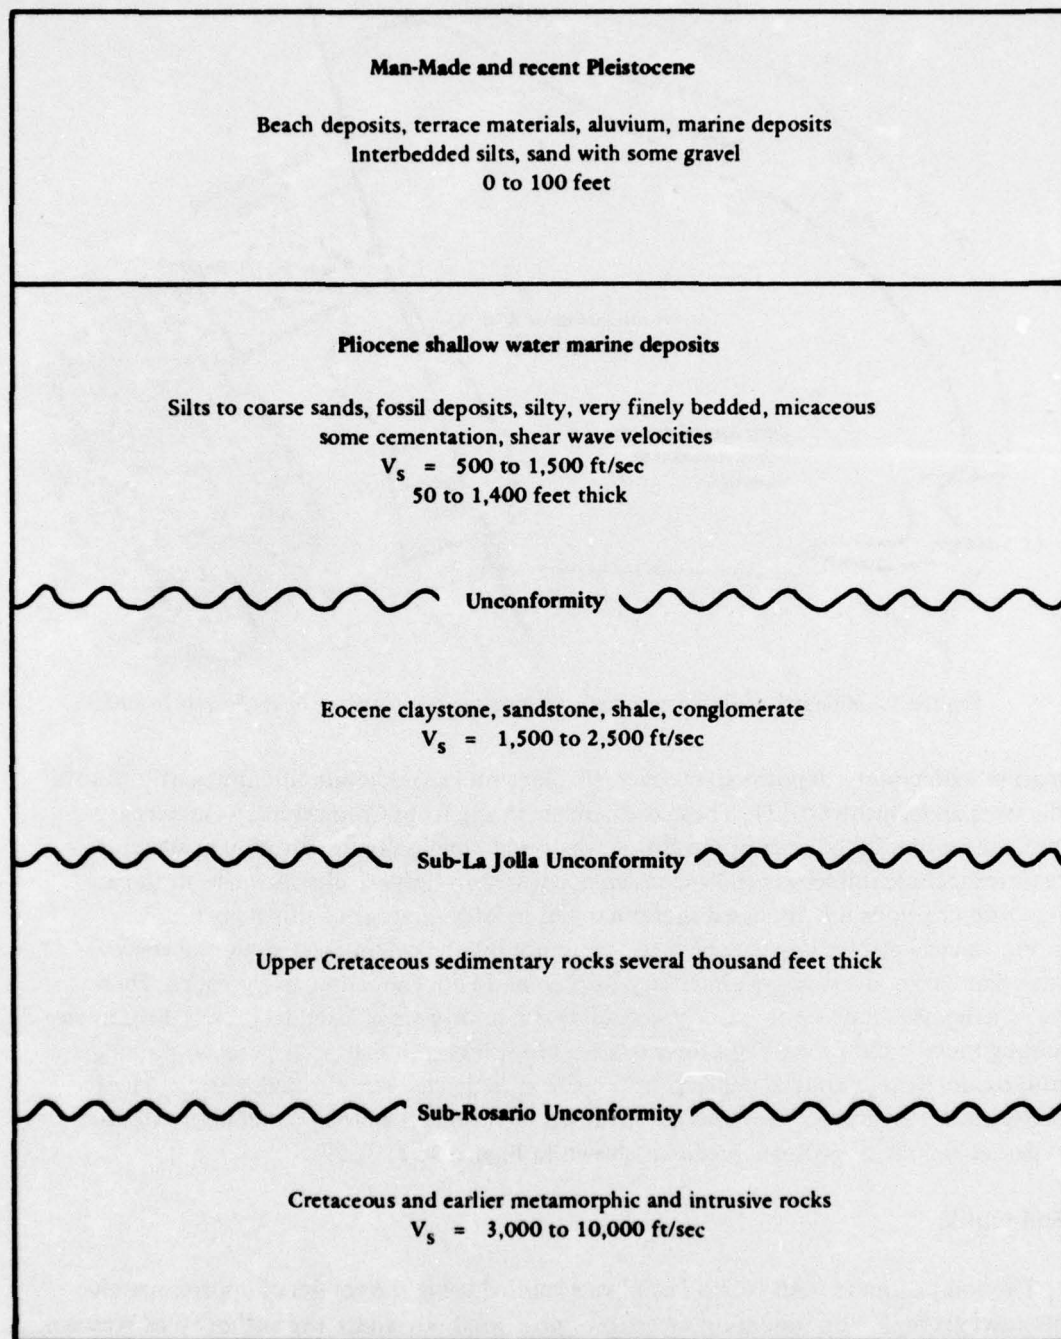 Man-Made and recent Pleistocene
Beach deposits, terrace materials, aluvium, marine deposits
Interbedded silts, sand with some gravel
0 to 100 feet
Pliocene shallow water marine deposits
Silts to coarse sands, fossil deposits, silty, very finely bedded, micaceous
some cementation, shear wave velocities
Vs = 500 to 1,500 ft/sec
50 to 1,400 feet thick
Unconformity
Eocene claystone, sandstone, shale, conglomerate
Vs = 1,500 to 2,500 ft/sec
Sub-La Jolla Unconformity
Upper Cretaceous sedimentary rocks several thousand feet thick
Sub-Rosario Unconformity
Cretaceous and earlier metamorphic and intrusive rocks
Vs = 3,000 to 10,000 ft/sec